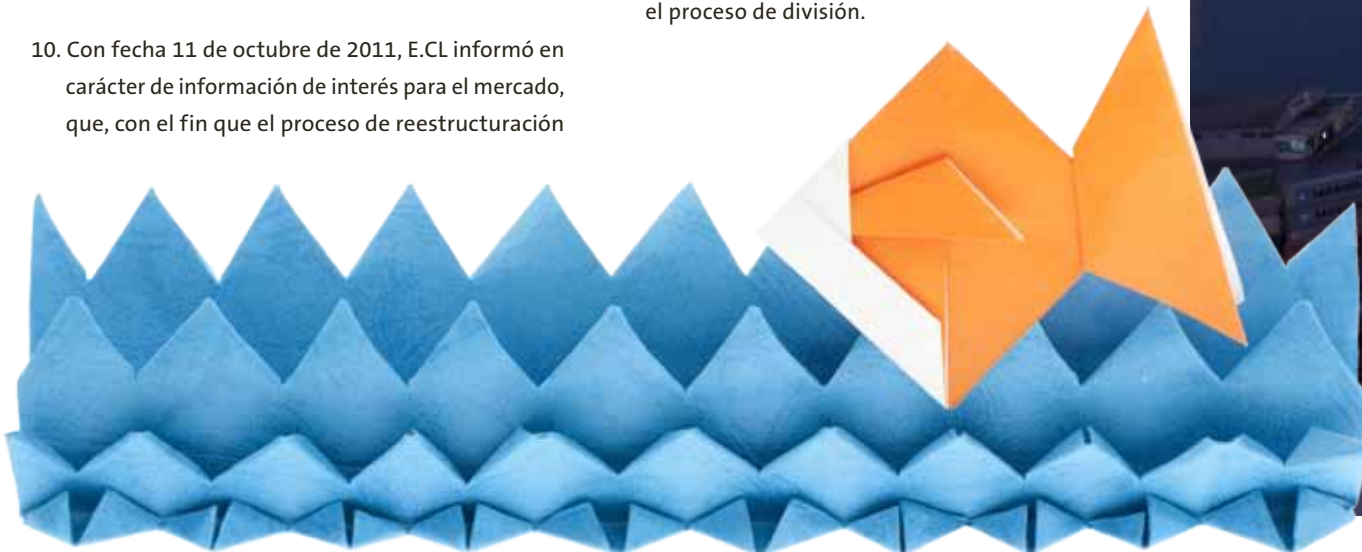 10. Con fecha 11 de octubre de 2011, E.CL informó en
carácter de información de interés para el mercado,
que, con el fin que el proceso de reestructuración
el proceso de división.